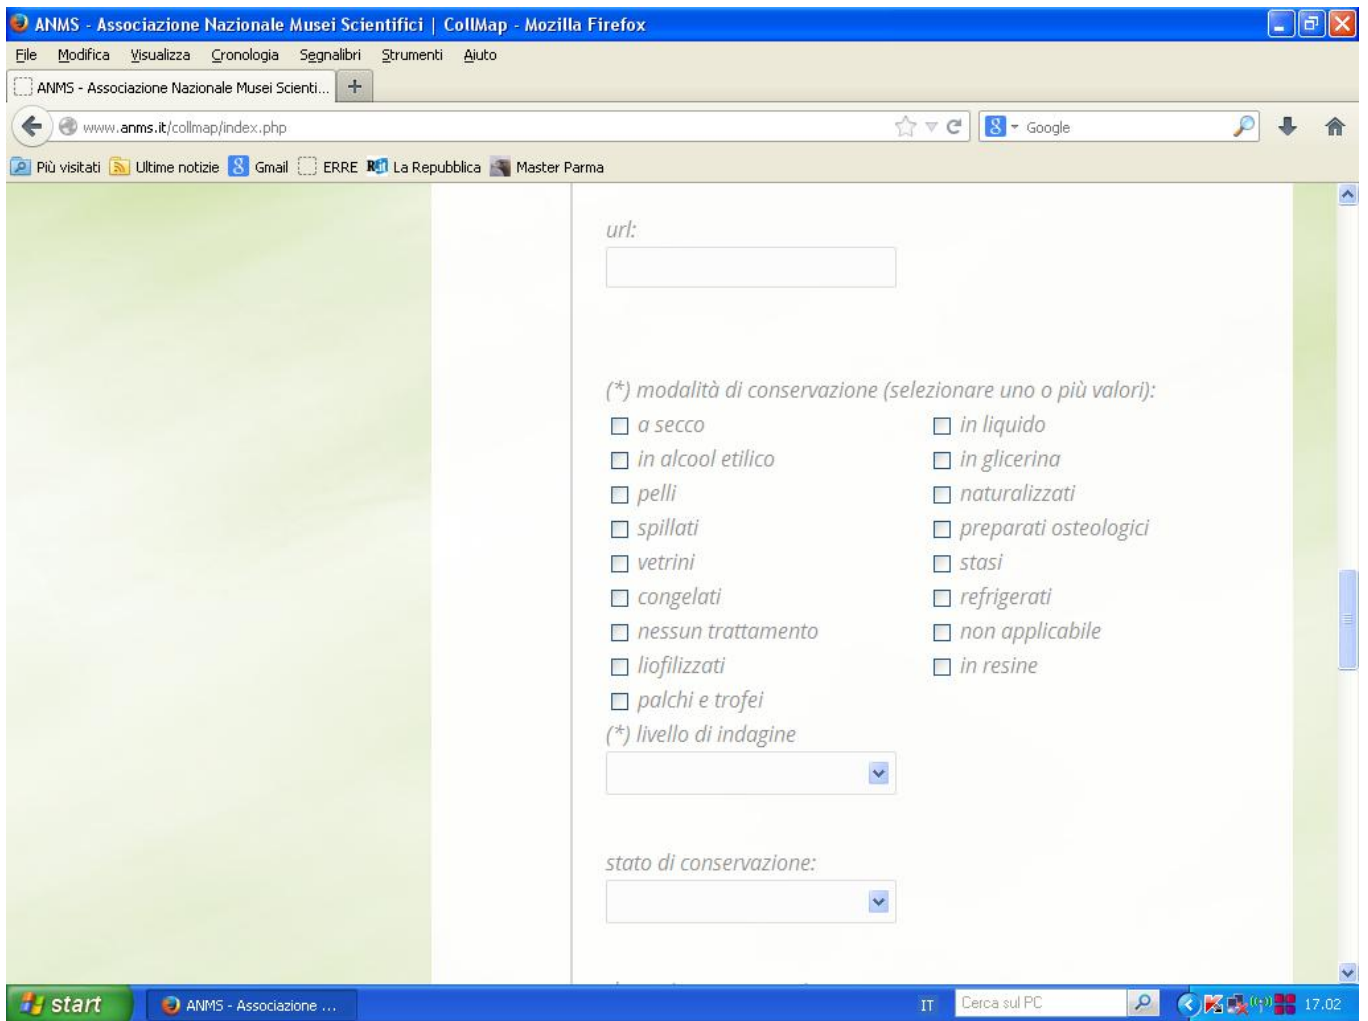 ANMS - Associazione Nazionale Musei Scientifici | CollMap - Mozilla Firefox
File Modifica Visualizza Cronologia Segnalibri Strumenti Aiuto
ANMS - Associazione Nazionale Musei Scienti... +
www.anms.it/collmap/index.php 8 Google
Più visitati Ultime notizie 8 Gmail ERRE R La Repubblica Master Parma
url:
(*) modalità di conservazione (selezionare uno o più valori):
a secco in liquido
in alcool etilico in glicerina
pelli naturalizzati
spillati preparati osteologici
vetrini stasi
congelati refrigerati
nessun trattamento non applicabile
liofilizzati in resine
palchi e trofei
(*) livello di indagine
stato di conservazione:
start ANMS - Associazione ... IT Cerca sul PC 17.02